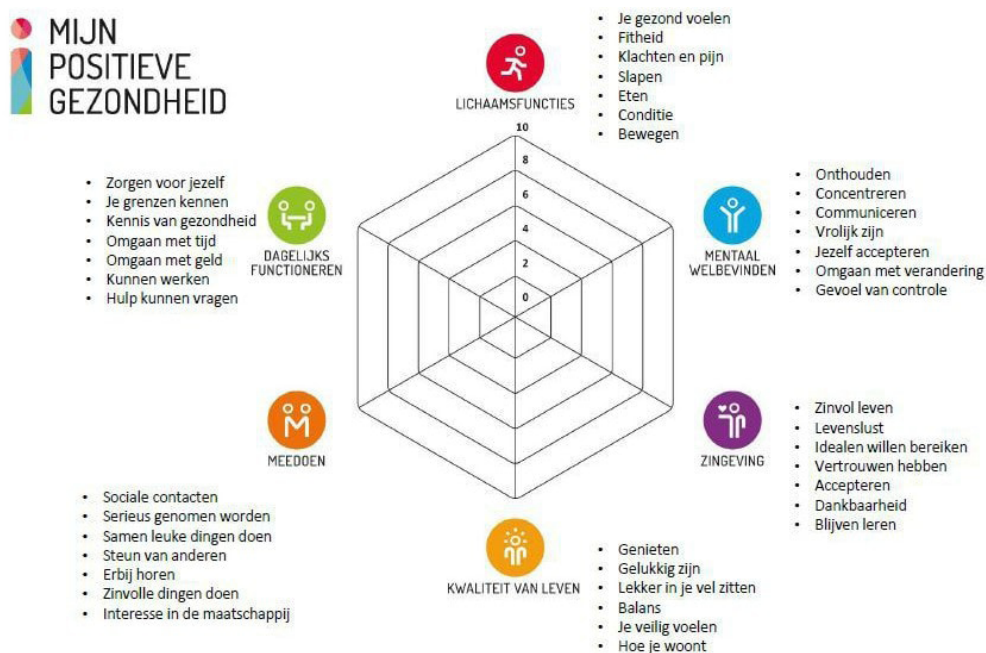 MIJN
POSITIEVE
GEZONDHEID
LICHAAMSFUNCTIES
• Je gezond voelen
• Fitheid
• Klachten en pijn
• Slapen
• Eten
• Conditie
• Bewegen
10
8
6
4
2
0
MENTAAL
WELBEVINDEN
• Onthouden
• Concentreren
• Communiceren
• Vrolijk zijn
• Jezelf accepteren
• Omgaan met verandering
• Gevoel van controle
ZINGEVING
• Zinvol leven
• Levenslust
• Idealen willen bereiken
• Vertrouwen hebben
• Accepteren
• Dankbaarheid
• Blijven leren
KWALITEIT VAN LEVEN
• Genieten
• Gelukkig zijn
• Lekker in je vel zitten
• Balans
• Je veilig voelen
• Hoe je woont
MEEDOEN
• Sociale contacten
• Serieus genomen worden
• Samen leuke dingen doen
• Steun van anderen
• Erbij horen
• Zinvolle dingen doen
• Interesse in de maatschappij
• Zorgen voor jezelf
• Je grenzen kennen
• Kennis van gezondheid
• Omgaan met tijd
• Omgaan met geld
• Kunnen werken
• Hulp kunnen vragen
DAGELIJKS
FUNCTIONEREN